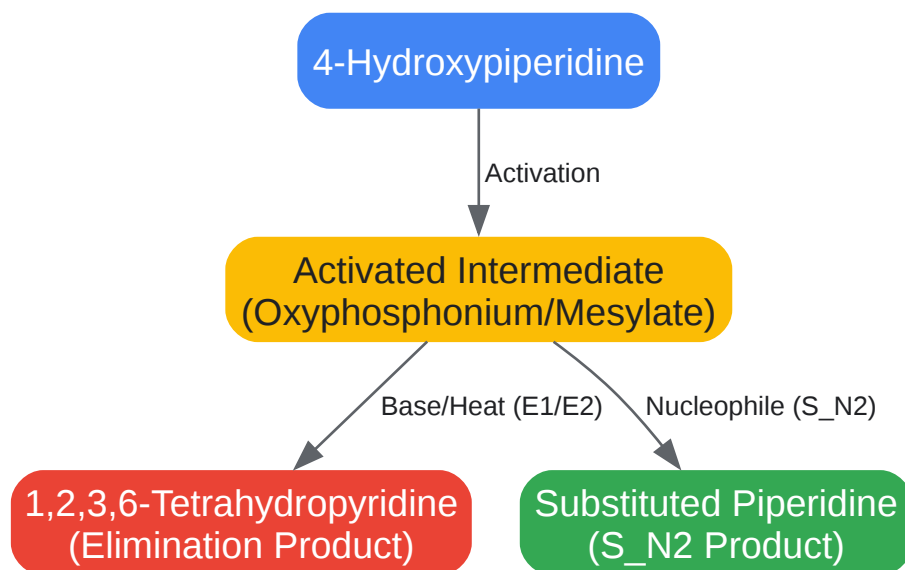 4-Hydroxypiperidine
Activation
Activated Intermediate
(Oxyphosphonium/Mesylate)
Base/Heat (E1/E2)
Nucleophile (S_N2)
1,2,3,6-Tetrahydropyridine
(Elimination Product)
Substituted Piperidine
(S_N2 Product)